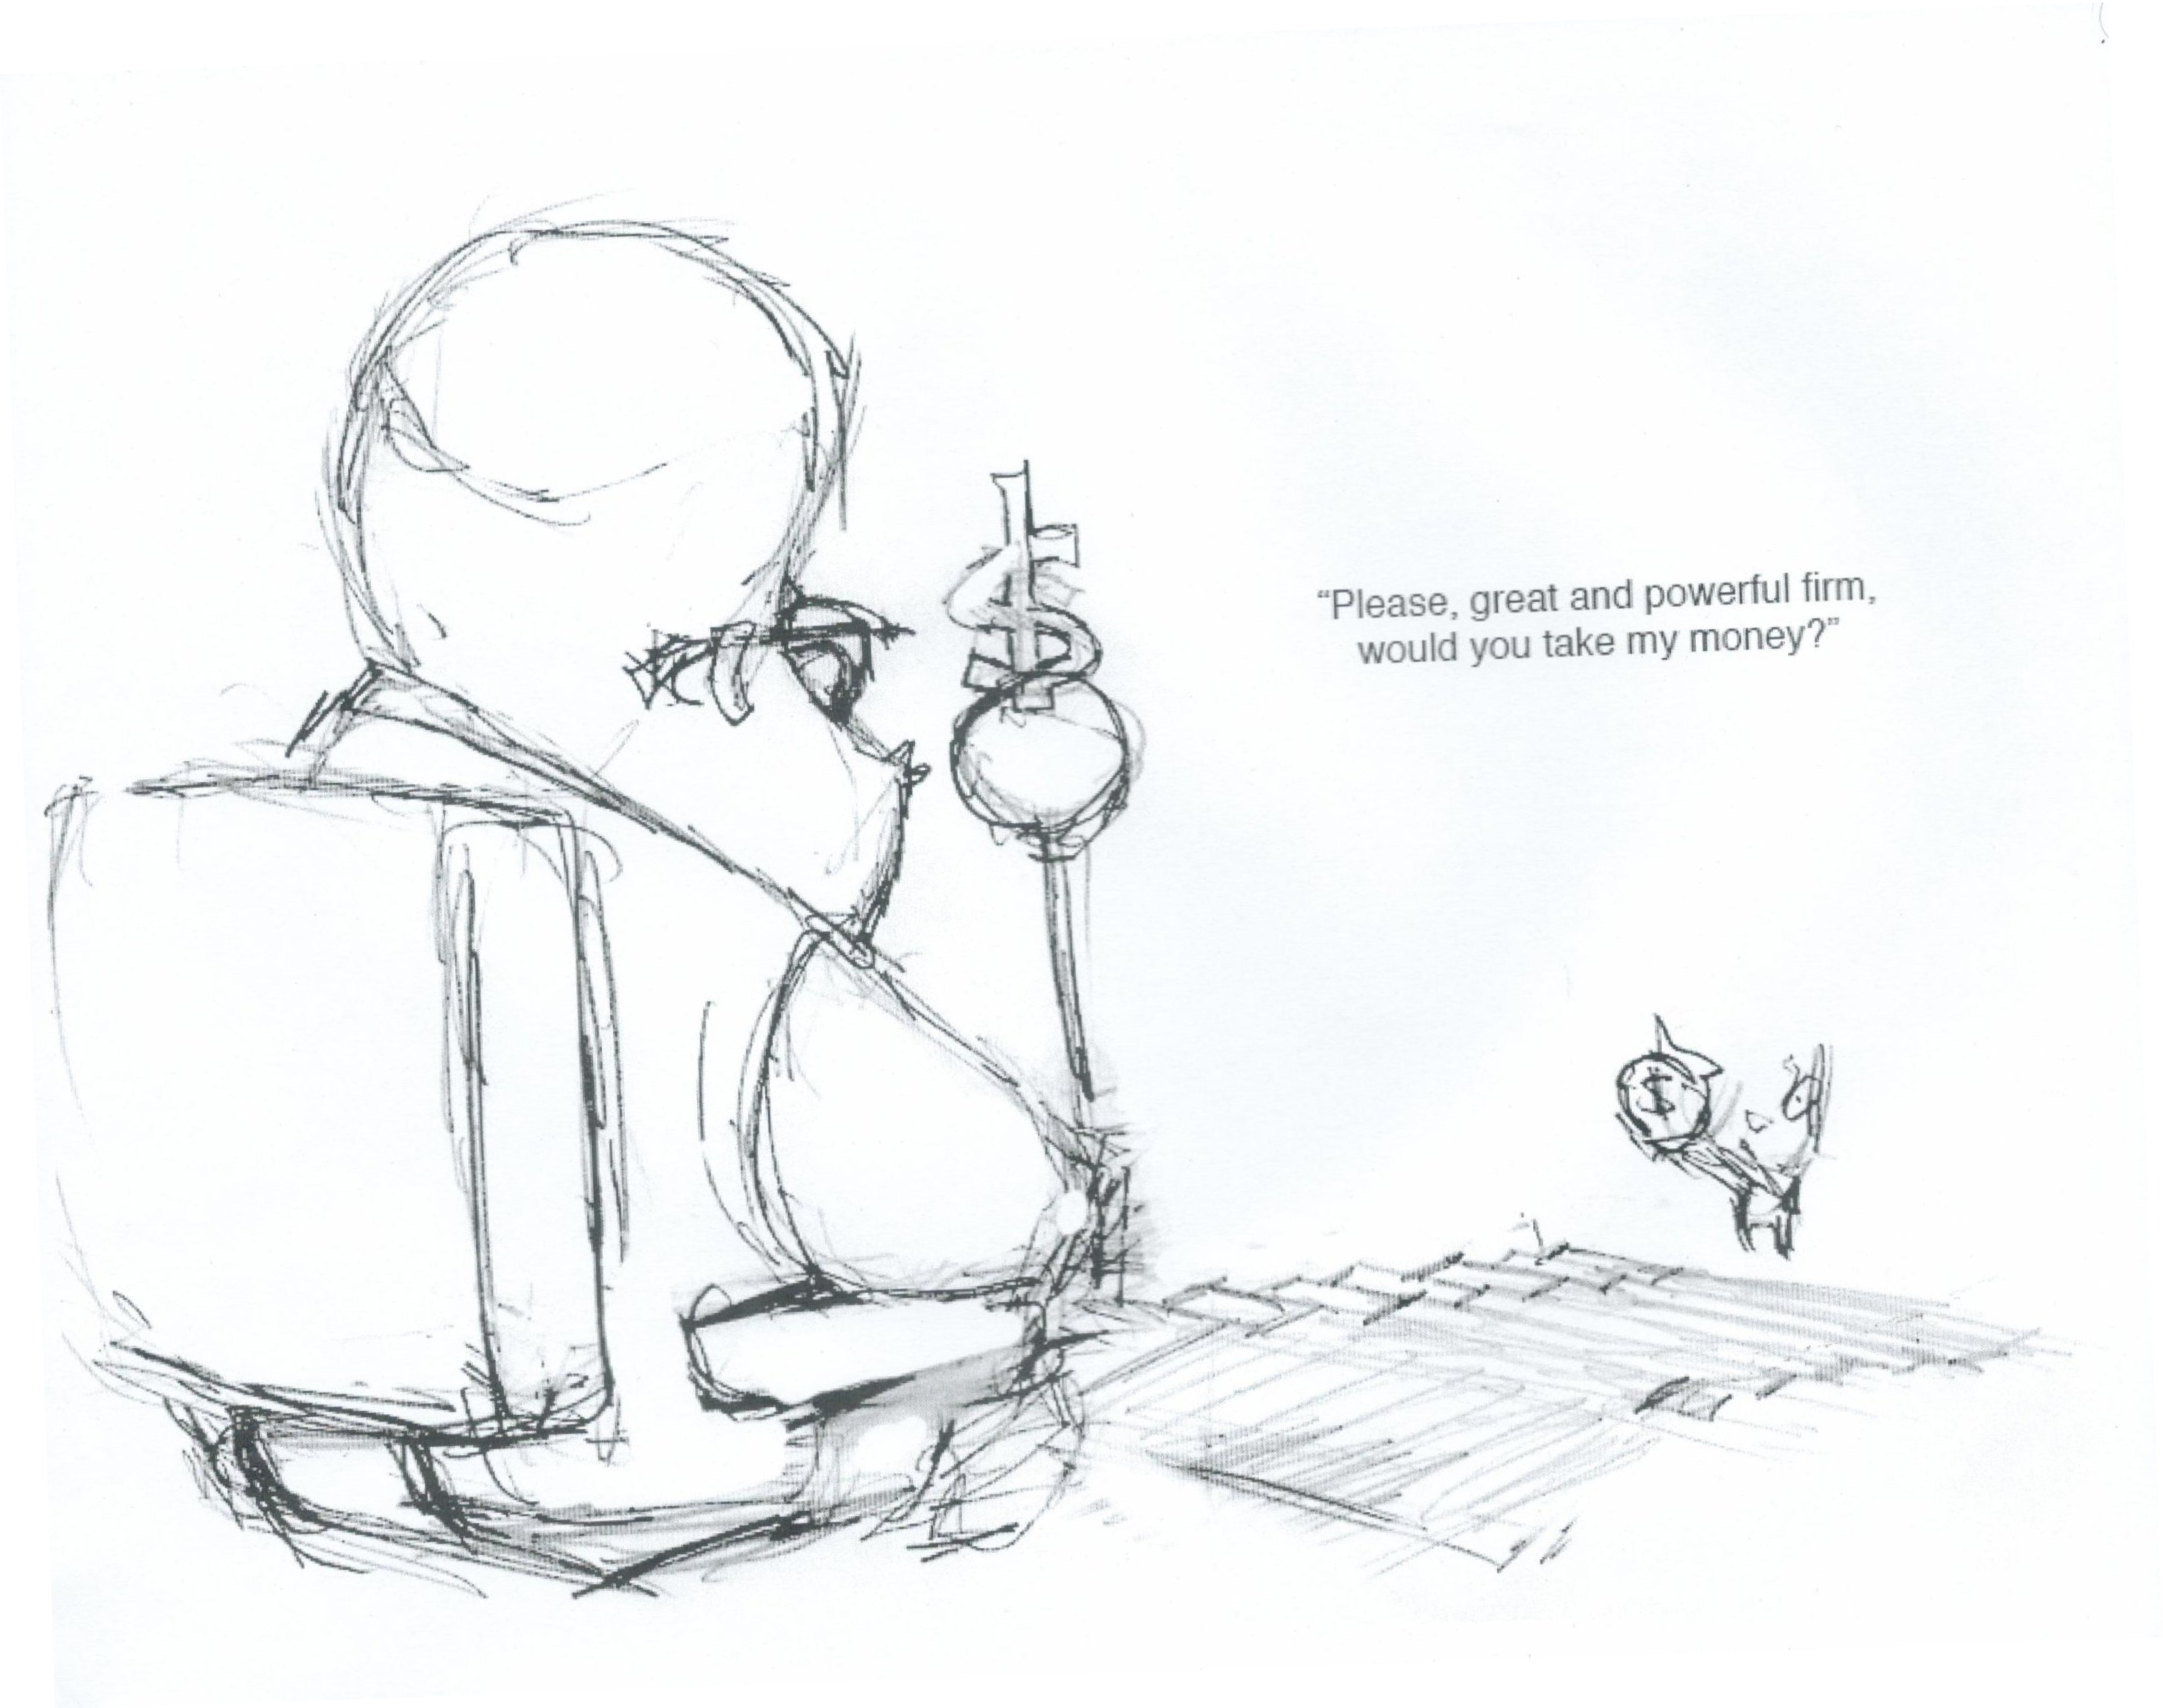 “Please, great and powerful firm,
would you take my money?”
$
$